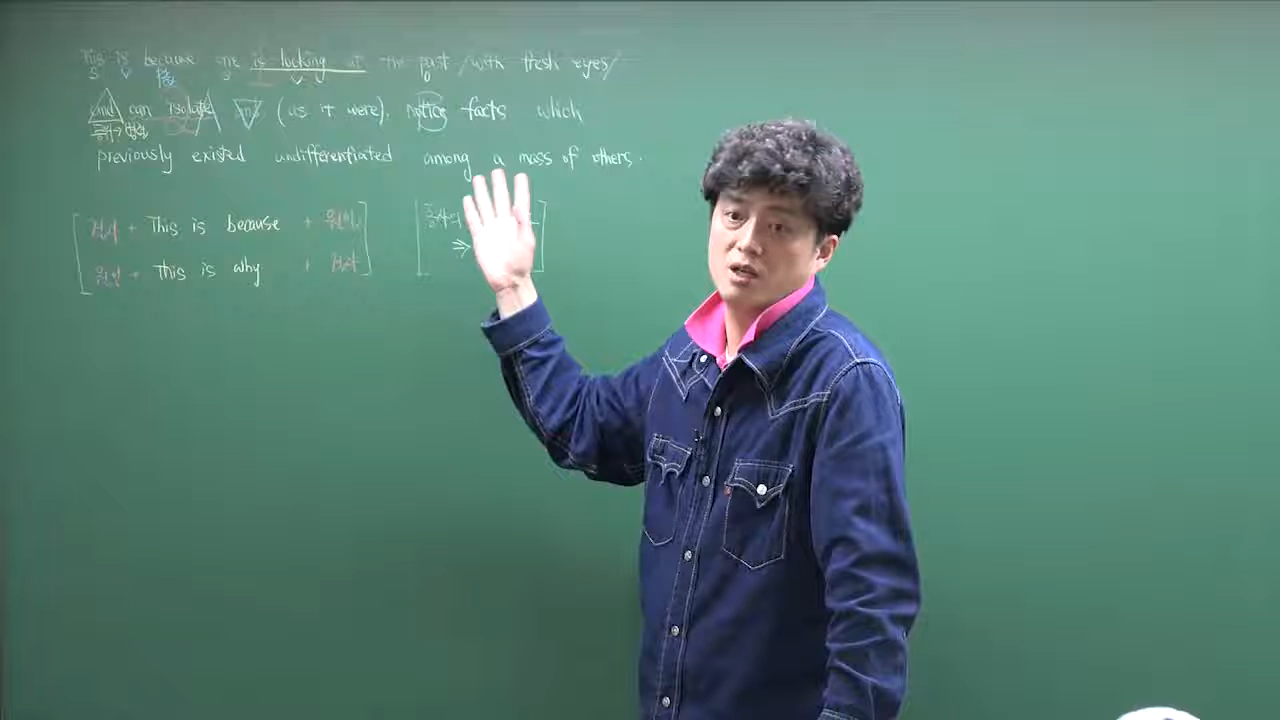 This is because one is looking at the past / with fresh eyes /
S V S O
and can isolate and (as it were), notice facts which
previously existed undifferentiated among a mass of others.
결과 + This is because + 원인
원인 + This is why + 결과